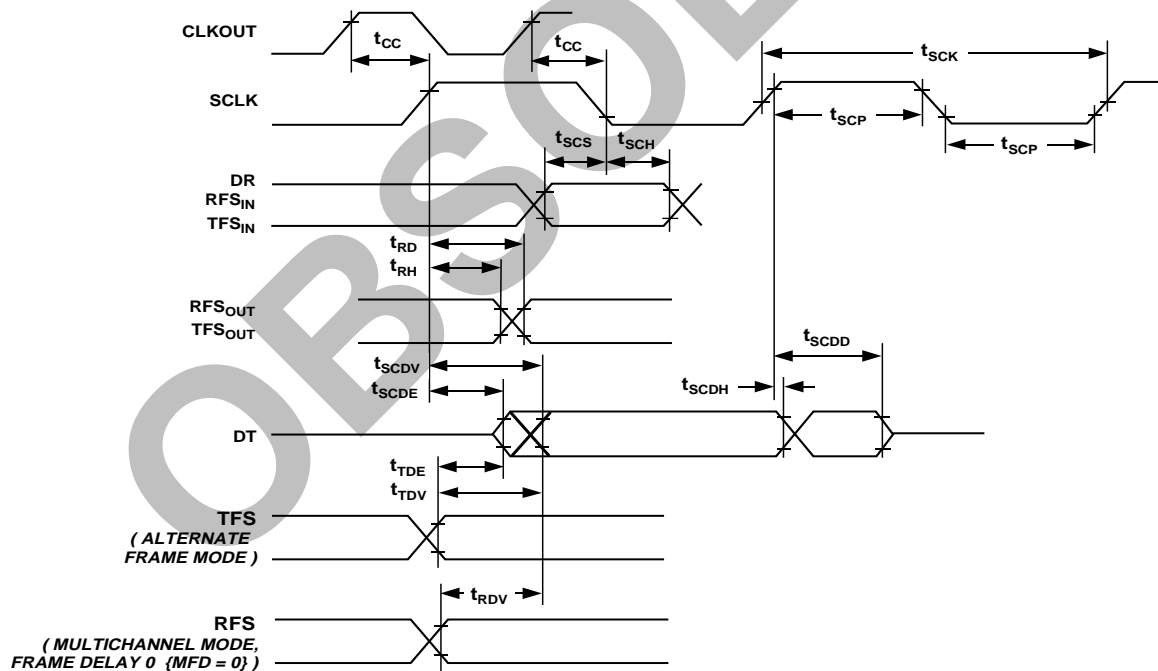 CLKOUT
tCC
tCC
tSCK
SCLK
tSCP
tSCP
tSCS
tSCH
DR
RFSIN
TFSIN
tRD
tRH
RFSOUT
TFSOUT
tSCDV
tSCDE
tSCDD
tSCDH
DT
tTDE
tTDV
TFS
( ALTERNATE
FRAME MODE )
tRDV
RFS
( MULTICHANNEL MODE,
FRAME DELAY 0 {MFD = 0} )
OBSOL